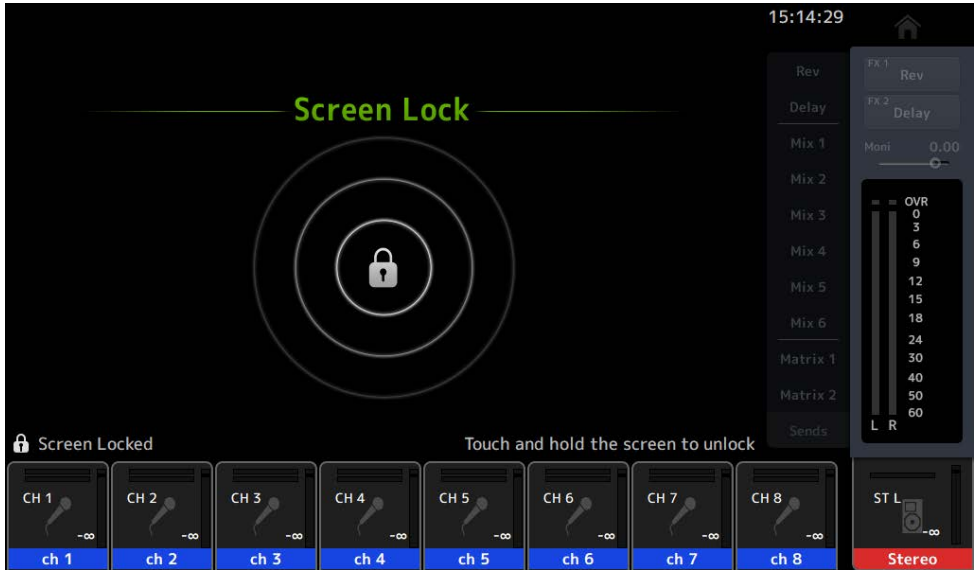 15:14:29
Screen Lock
Rev
Delay
Mix 1
Mix 2
Mix 3
Mix 4
Mix 5
Mix 6
Matrix 1
Matrix 2
Sends
FX 1
Rev
FX 2
Delay
Moni 0.00
OVR
0
3
6
9
12
15
18
24
30
40
50
60
L R
Screen Locked Touch and hold the screen to unlock
CH 1 CH 2 CH 3 CH 4 CH 5 CH 6 CH 7 CH 8 ST L
-∞ -∞ -∞ -∞ -∞ -∞ -∞ -∞ -∞
ch 1 ch 2 ch 3 ch 4 ch 5 ch 6 ch 7 ch 8 Stereo